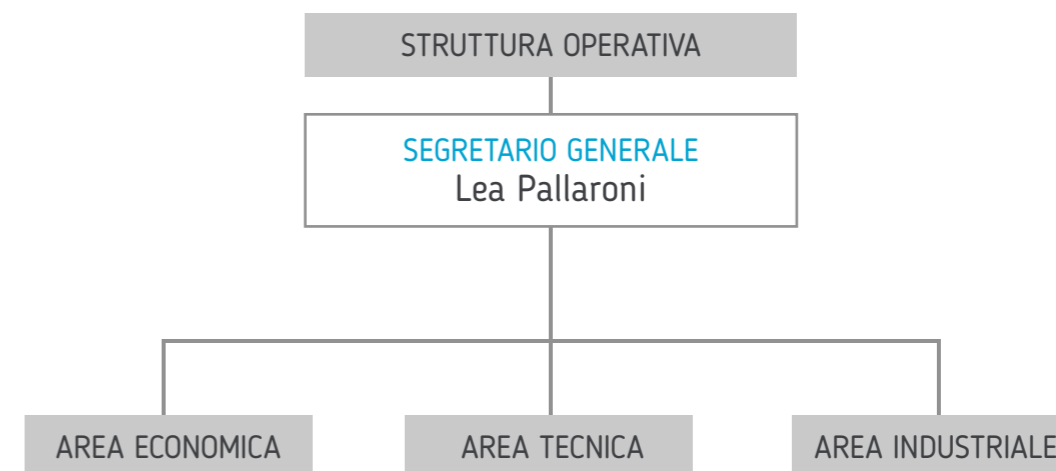 STRUTTURA OPERATIVA
SEGRETARIO GENERALE
Lea Pallaroni
AREA ECONOMICA
AREA TECNICA
AREA INDUSTRIALE